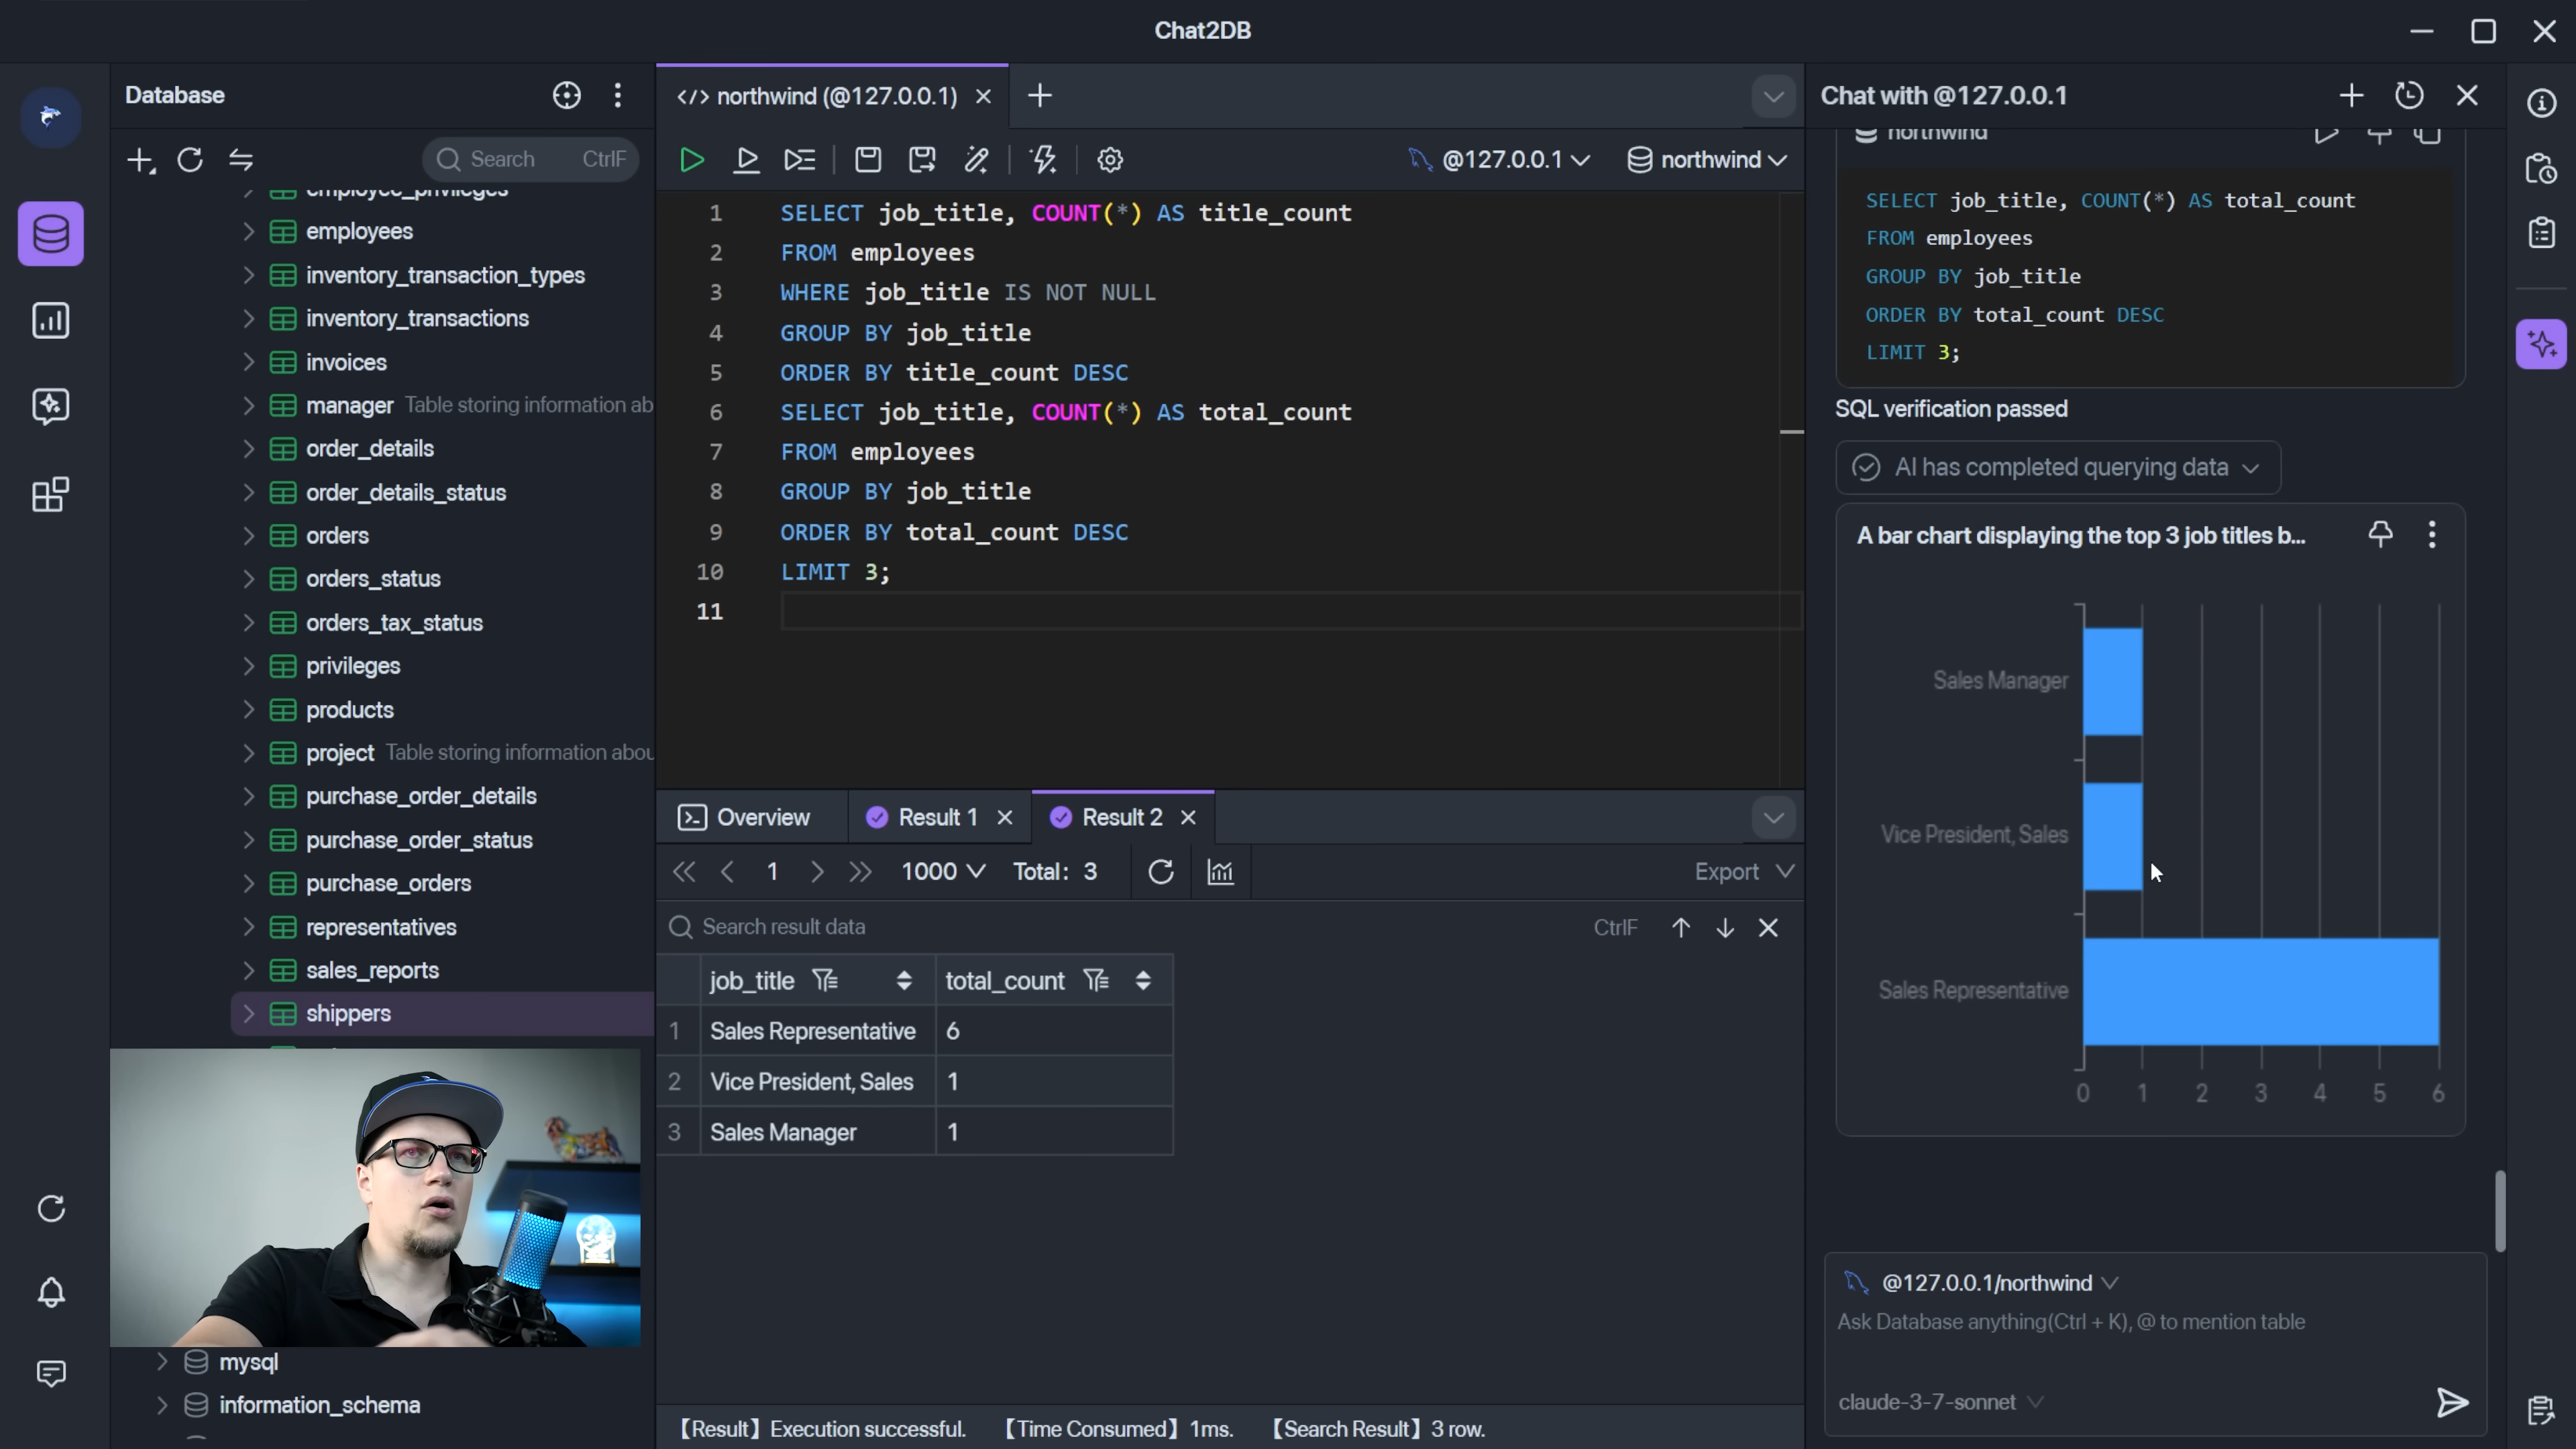 Chat2DB
Database
Search CtrlF
employee_privileges
employees
inventory_transaction_types
inventory_transactions
invoices
manager Table storing information ab
order_details
order_details_status
orders
orders_status
orders_tax_status
privileges
products
project Table storing information abou
purchase_order_details
purchase_order_status
purchase_orders
representatives
sales_reports
shippers
mysql
information_schema
</> northwind (@127.0.0.1)
@127.0.0.1 northwind
1 SELECT job_title, COUNT(*) AS title_count
2 FROM employees
3 WHERE job_title IS NOT NULL
4 GROUP BY job_title
5 ORDER BY title_count DESC
6 SELECT job_title, COUNT(*) AS total_count
7 FROM employees
8 GROUP BY job_title
9 ORDER BY total_count DESC
10 LIMIT 3;
11
Overview Result 1 Result 2
1 1000 Total: 3 Export
Search result data CtrlF
job_title total_count
1 Sales Representative 6
2 Vice President, Sales 1
3 Sales Manager 1
【Result】Execution successful. 【Time Consumed】1ms. 【Search Result】3 row.
Chat with @127.0.0.1
northwind
SELECT job_title, COUNT(*) AS total_count
FROM employees
GROUP BY job_title
ORDER BY total_count DESC
LIMIT 3;
SQL verification passed
AI has completed querying data
A bar chart displaying the top 3 job titles b...
Sales Manager
Vice President, Sales
Sales Representative
0 1 2 3 4 5 6
@127.0.0.1/northwind
Ask Database anything(Ctrl + K), @ to mention table
claude-3-7-sonnet